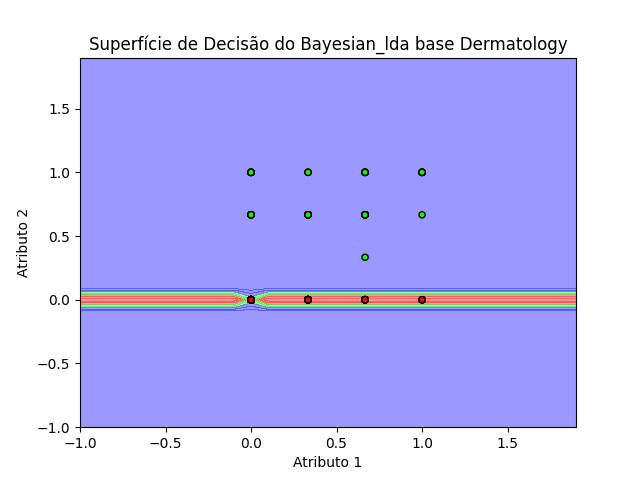 Superfície de Decisão do Bayesian_lda base Dermatology
1.5
1.0
0.5
0.0
−0.5
−1.0
−1.0 −0.5 0.0 0.5 1.0 1.5
Atributo 2
Atributo 1